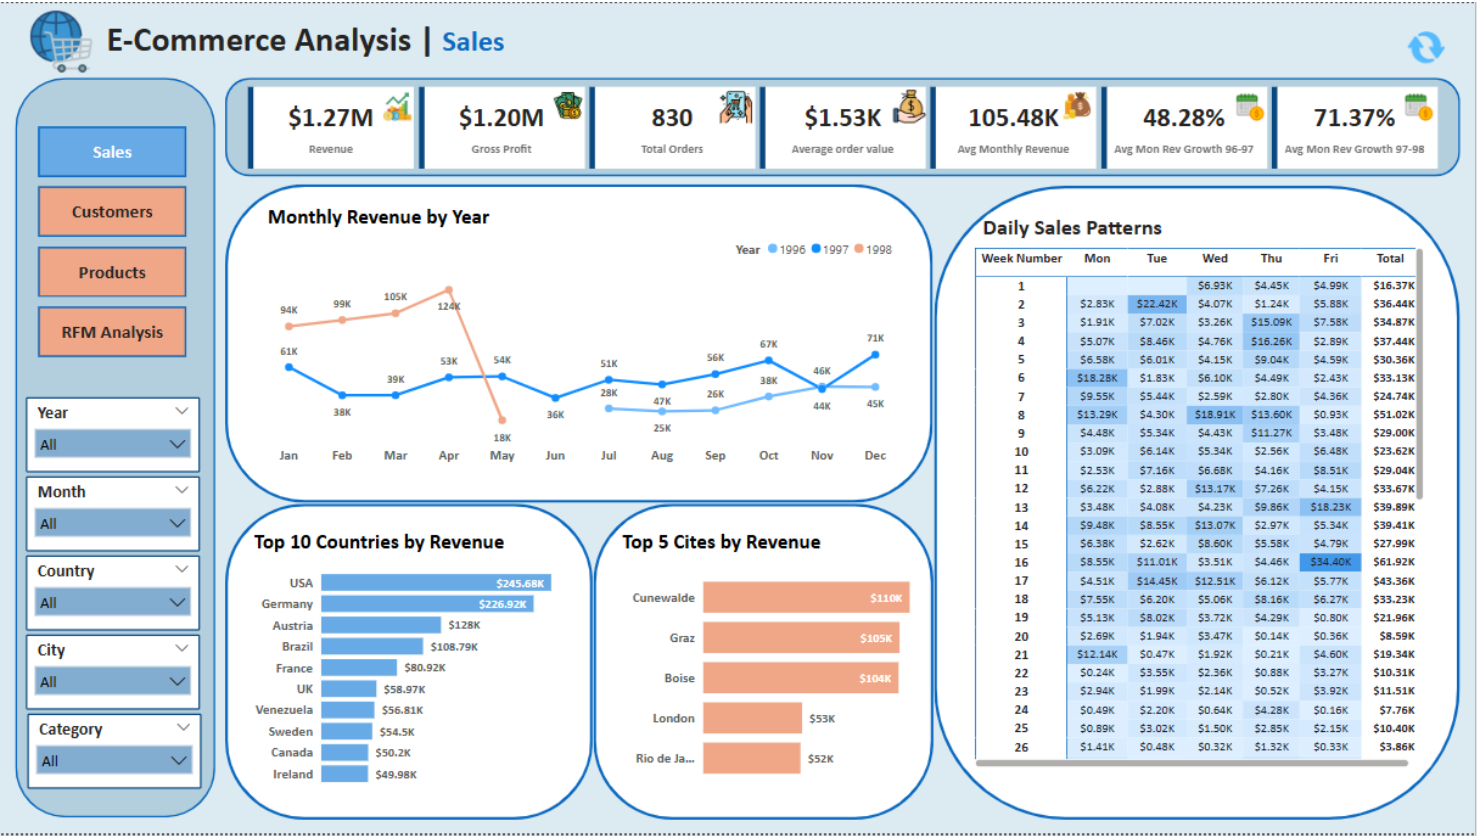 E-Commerce Analysis | Sales
$1.27M
Revenue
$1.20M
Gross Profit
830
Total Orders
$1.53K
Average order value
105.48K
Avg Monthly Revenue
48.28%
Avg Mon Rev Growth 96-97
71.37%
Avg Mon Rev Growth 97-98
Sales
Customers
Products
RFM Analysis
Year
All
Month
All
Country
All
City
All
Category
All
Monthly Revenue by Year
Year 1996 1997 1998
94K 99K 105K 124K 18K
61K 38K 39K 53K 54K 36K 51K 47K 56K 67K 44K 71K
28K 25K 26K 38K 46K 45K
Jan Feb Mar Apr May Jun Jul Aug Sep Oct Nov Dec
Top 10 Countries by Revenue
USA $245.68K
Germany $226.92K
Austria $128K
Brazil $108.79K
France $80.92K
UK $58.97K
Venezuela $56.81K
Sweden $54.5K
Canada $50.2K
Ireland $49.98K
Top 5 Cites by Revenue
Cunewalde $110K
Graz $105K
Boise $104K
London $53K
Rio de Ja... $52K
Daily Sales Patterns
Week Number Mon Tue Wed Thu Fri Total
1 $6.93K $4.45K $4.99K $16.37K
2 $2.83K $22.42K $4.07K $1.24K $5.88K $36.44K
3 $1.91K $7.02K $3.26K $15.09K $7.58K $34.87K
4 $5.07K $8.46K $4.76K $16.26K $2.89K $37.44K
5 $6.58K $6.01K $4.15K $9.04K $4.59K $30.36K
6 $18.28K $1.83K $6.10K $4.49K $2.43K $33.13K
7 $9.55K $5.44K $2.59K $2.80K $4.36K $24.74K
8 $13.29K $4.30K $18.91K $13.60K $0.93K $51.02K
9 $4.48K $5.34K $4.43K $11.27K $3.48K $29.00K
10 $3.09K $6.14K $5.34K $2.56K $6.48K $23.62K
11 $2.53K $7.16K $6.68K $4.16K $8.51K $29.04K
12 $6.22K $2.88K $13.17K $7.26K $4.15K $33.67K
13 $3.48K $4.08K $4.23K $9.86K $18.23K $39.89K
14 $9.48K $8.55K $13.07K $2.97K $5.34K $39.41K
15 $6.38K $2.62K $8.60K $5.58K $4.79K $27.99K
16 $8.55K $11.01K $3.51K $4.46K $34.40K $61.92K
17 $4.51K $14.45K $12.51K $6.12K $5.77K $43.36K
18 $7.55K $6.20K $5.06K $8.16K $6.27K $33.23K
19 $5.13K $8.02K $3.72K $4.29K $0.80K $21.96K
20 $2.69K $1.94K $3.47K $0.14K $0.36K $8.59K
21 $12.14K $0.47K $1.92K $0.21K $4.60K $19.34K
22 $0.24K $3.55K $2.36K $0.88K $3.27K $10.31K
23 $2.94K $1.99K $2.14K $0.52K $3.92K $11.51K
24 $0.49K $2.20K $0.64K $4.28K $0.16K $7.76K
25 $0.89K $3.02K $1.50K $2.85K $2.15K $10.40K
26 $1.41K $0.48K $0.32K $1.32K $0.33K $3.86K